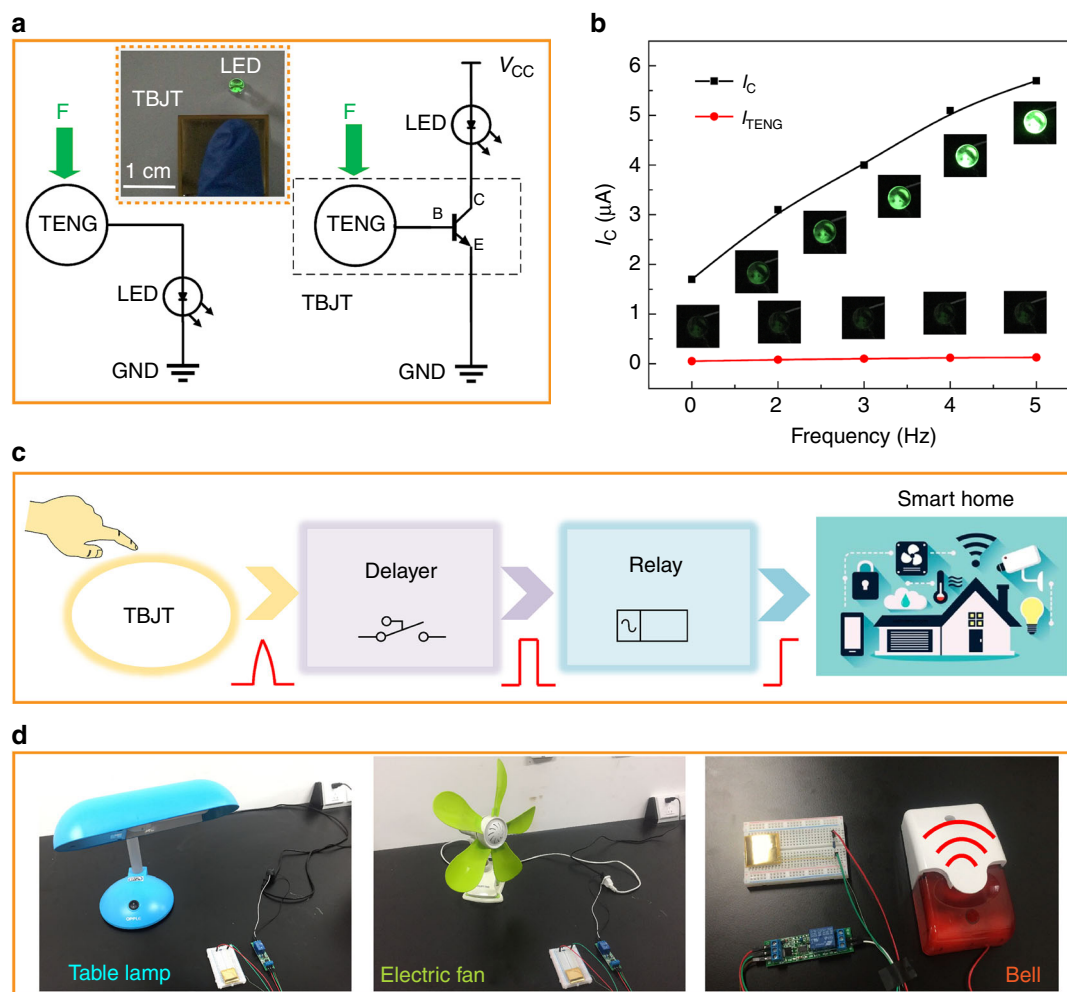 a
LED
TBJT
F
1 cm
TENG
LED
GND
F
V_CC
LED
TENG
B
C
E
TBJT
GND
b
I_C (μA)
6
5
4
3
2
1
0
I_C
I_TENG
0 2 3 4 5
Frequency (Hz)
c
TBJT
Delayer
Relay
Smart home
d
Table lamp
Electric fan
Bell